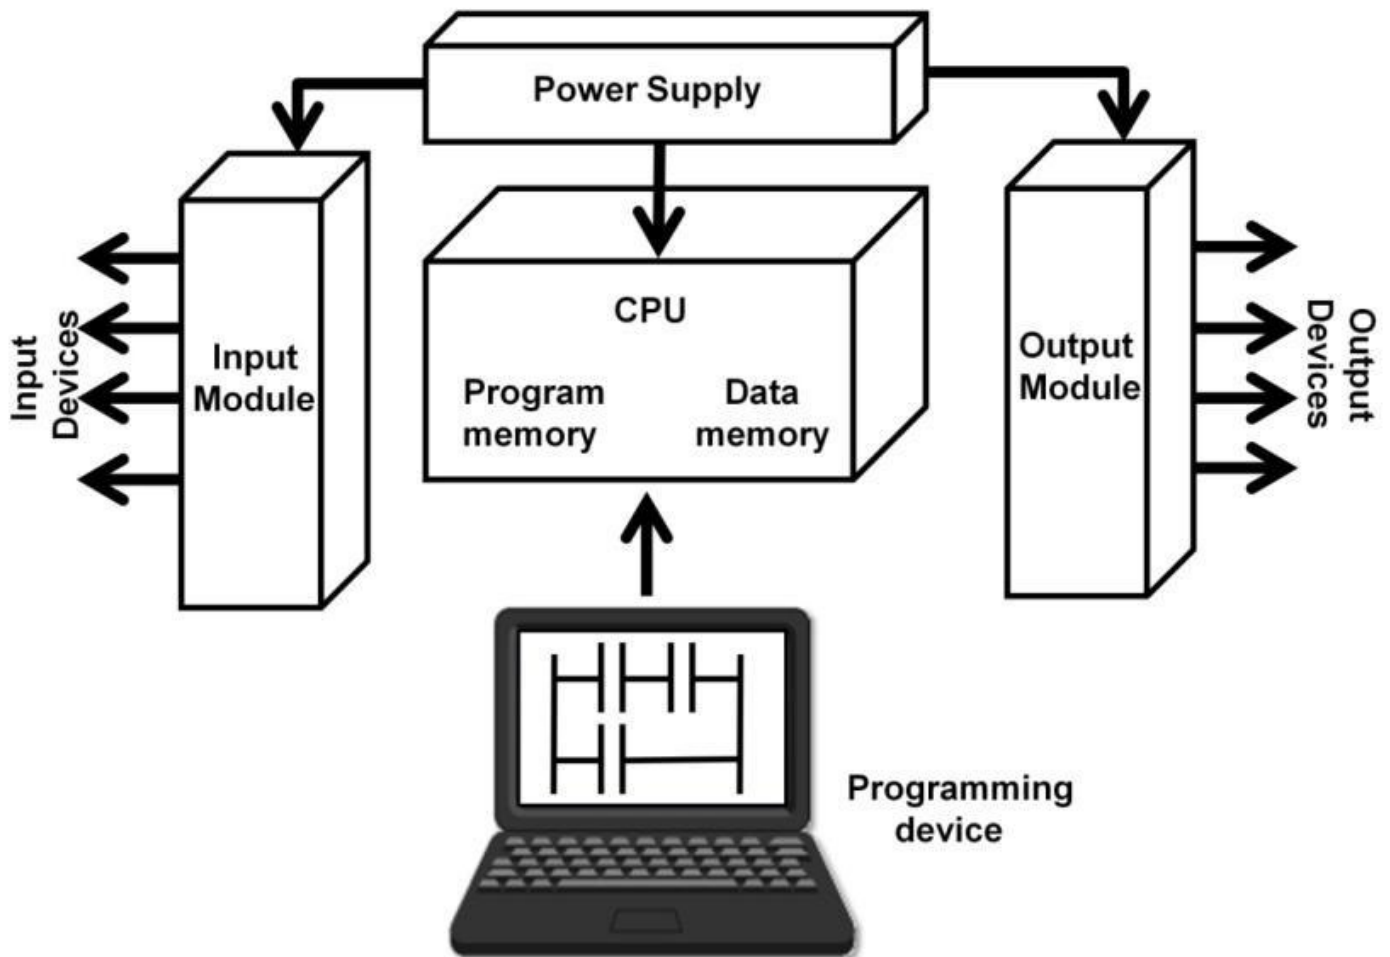 Power Supply
CPU
Program
memory
Data
memory
Input
Module
Input
Devices
Output
Module
Output
Devices
Programming
device